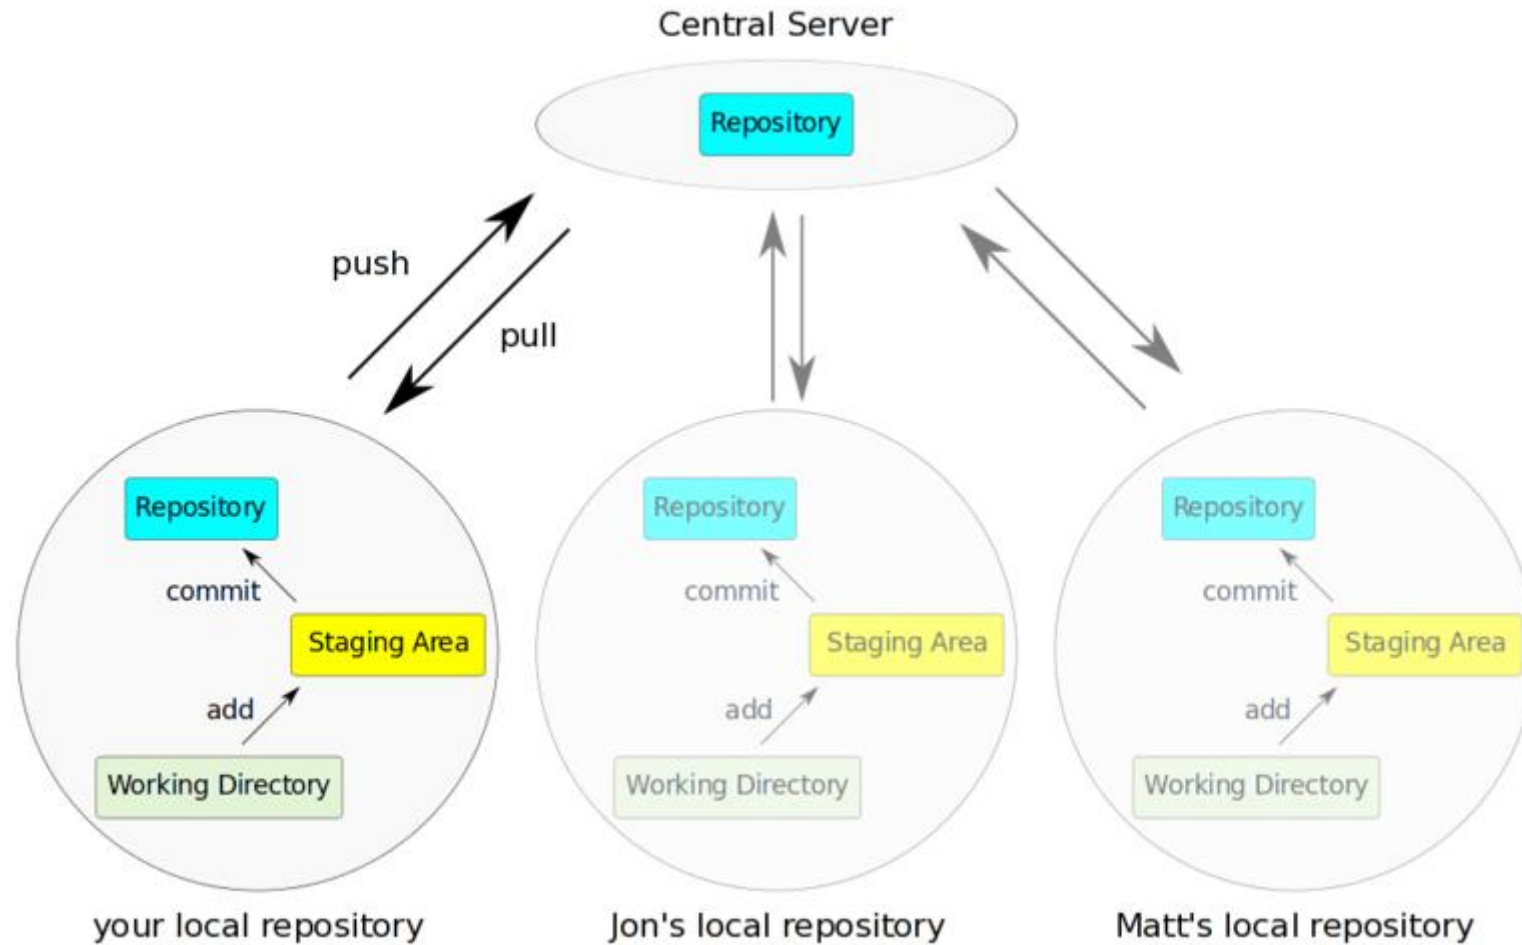 Central Server
Repository
push
pull
Repository
commit
Staging Area
add
Working Directory
your local repository
Repository
commit
Staging Area
add
Working Directory
Jon's local repository
Repository
commit
Staging Area
add
Working Directory
Matt's local repository